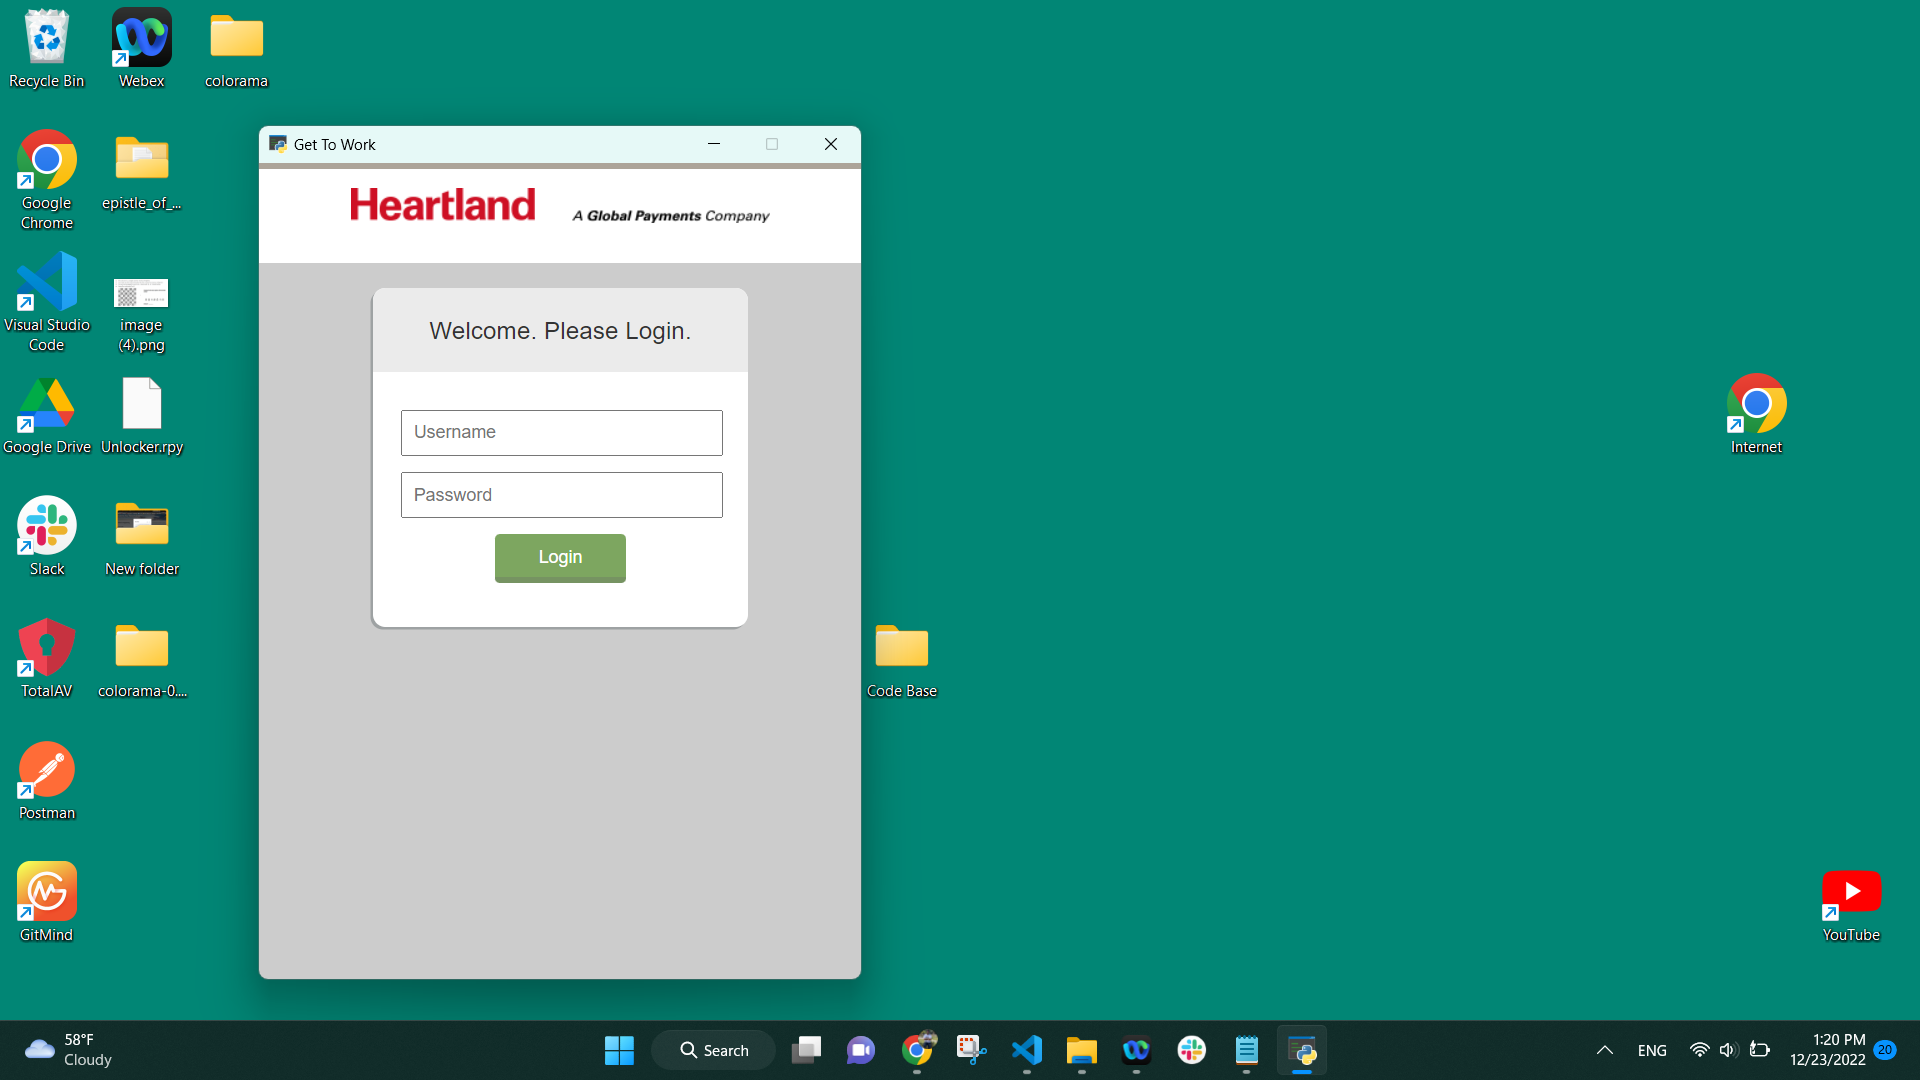 Recycle Bin
Webex
colorama
Google
Chrome
epistle_of_...
Visual Studio
Code
image
(4).png
Google Drive
Unlocker.rpy
Slack
New folder
TotalAV
colorama-0....
Postman
GitMind
Get To Work
Heartland
A Global Payments Company
Welcome. Please Login.
Username
Password
Login
Code Base
Internet
YouTube
58°F
Cloudy
Search
ENG
1:20 PM
12/23/2022
20